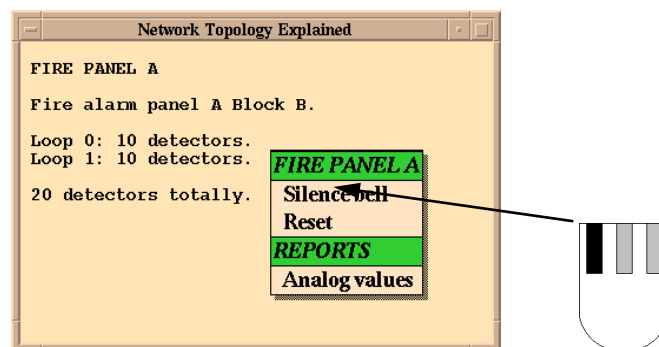 Network Topology Explained
FIRE PANEL A
Fire alarm panel A Block B.
Loop 0: 10 detectors.
Loop 1: 10 detectors.
20 detectors totally.
FIRE PANEL A
Silence bell
Reset
REPORTS
Analog values